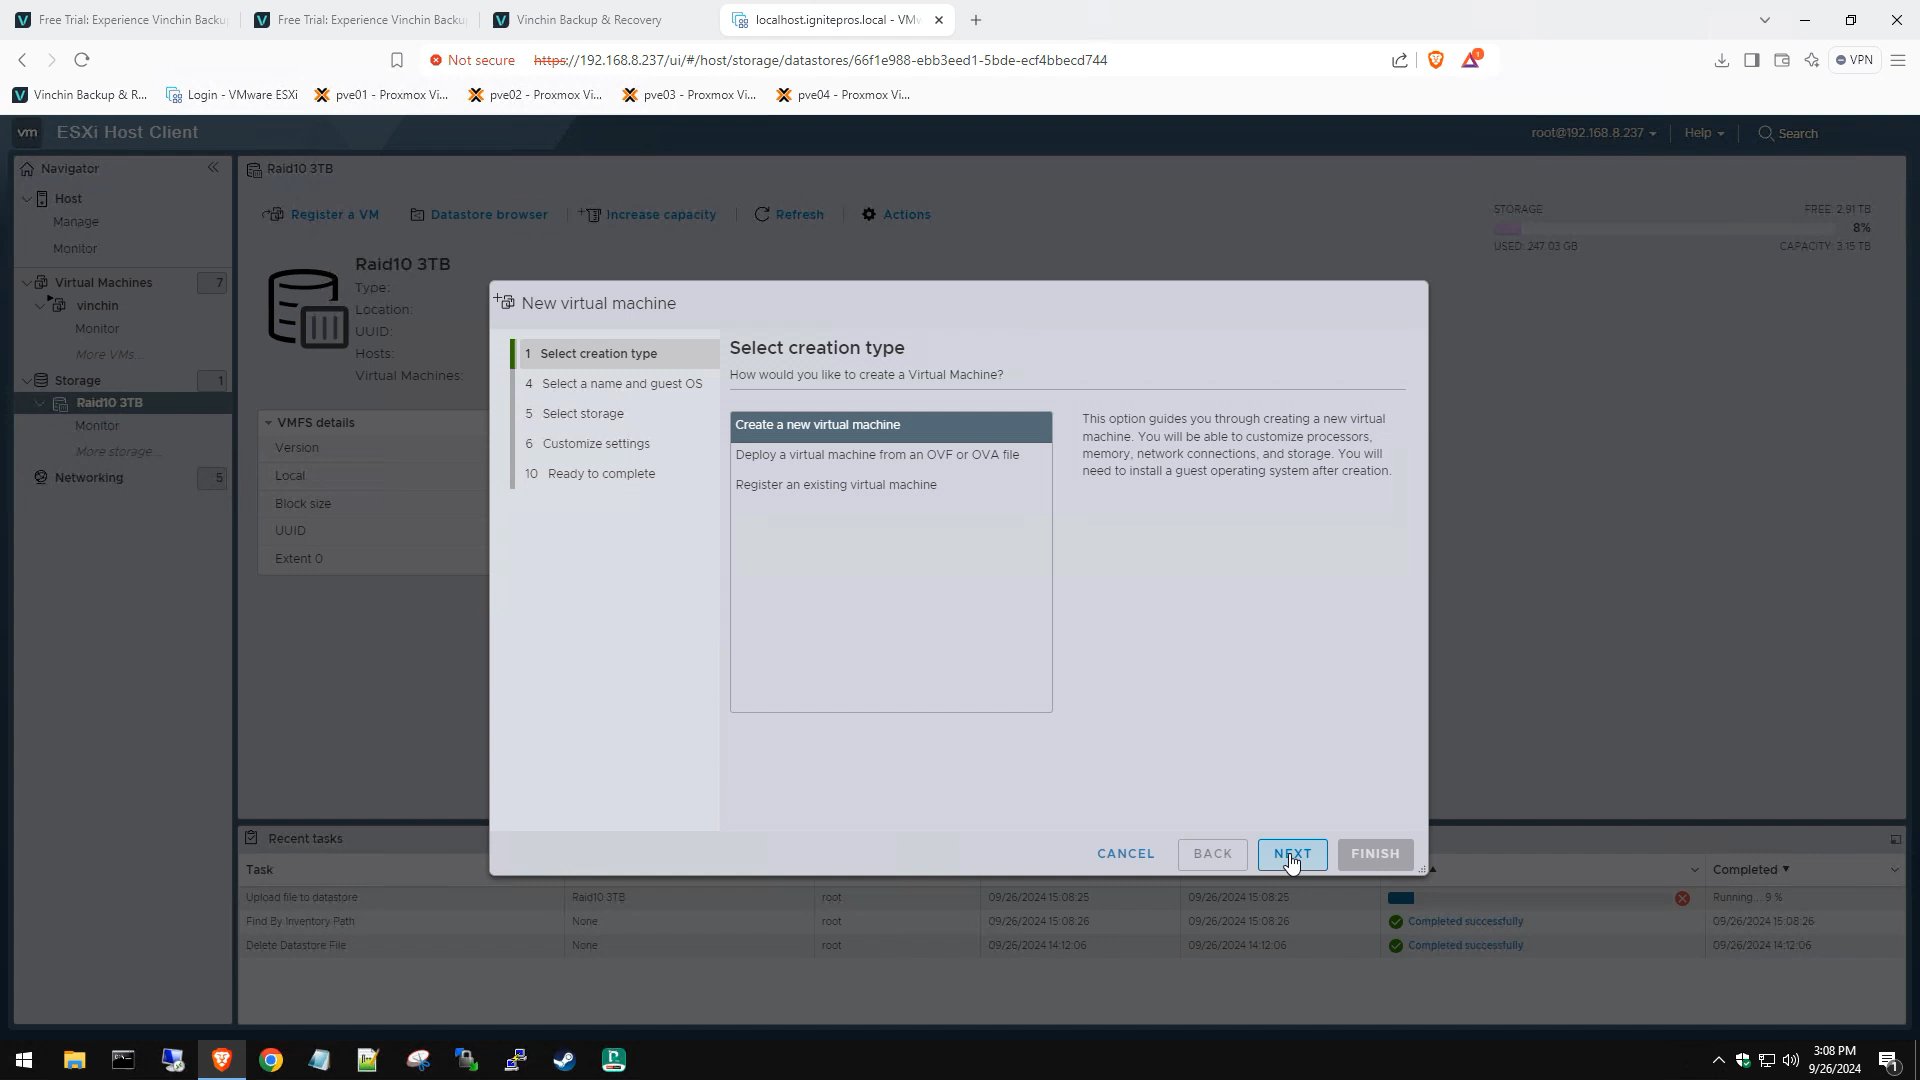 Free Trial: Experience Vinchin Backu
Free Trial: Experience Vinchin Backu
Vinchin Backup & Recovery
localhost.ignitepros.local - VMw
Not secure
https://192.168.8.237/ui/#/host/storage/datastores/66f1e988-ebb3eed1-5bde-ecf4bbecd744
1
VPN
Vinchin Backup & R...
Login - VMware ESXi
pve01 - Proxmox Vi...
pve02 - Proxmox Vi...
pve03 - Proxmox Vi...
pve04 - Proxmox Vi...
vm
ESXi Host Client
root@192.168.8.237
Help
Search
Navigator
Host
Manage
Monitor
Virtual Machines
7
vinchin
Monitor
More VMs...
Storage
1
Raid10 3TB
Monitor
More storage...
Networking
5
Raid10 3TB
Register a VM
Datastore browser
Increase capacity
Refresh
Actions
STORAGE
FREE: 2.91 TB
8%
USED: 247.03 GB
CAPACITY: 3.15 TB
Raid10 3TB
Type:
Location:
UUID:
Hosts:
Virtual Machines:
VMFS details
Version
Local
Block size
UUID
Extent 0
New virtual machine
1 Select creation type
4 Select a name and guest OS
5 Select storage
6 Customize settings
10 Ready to complete
Select creation type
How would you like to create a Virtual Machine?
Create a new virtual machine
Deploy a virtual machine from an OVF or OVA file
Register an existing virtual machine
This option guides you through creating a new virtual
machine. You will be able to customize processors,
memory, network connections, and storage. You will
need to install a guest operating system after creation.
CANCEL
BACK
NEXT
FINISH
Recent tasks
Task
Completed
Upload file to datastore
Raid10 3TB
root
09/26/2024 15:08:25
09/26/2024 15:08:25
Running... 9 %
Find By Inventory Path
None
root
09/26/2024 15:08:26
09/26/2024 15:08:26
Completed successfully
09/26/2024 15:08:26
Delete Datastore File
None
root
09/26/2024 14:12:06
09/26/2024 14:12:06
Completed successfully
09/26/2024 14:12:06
3:08 PM
9/26/2024
1